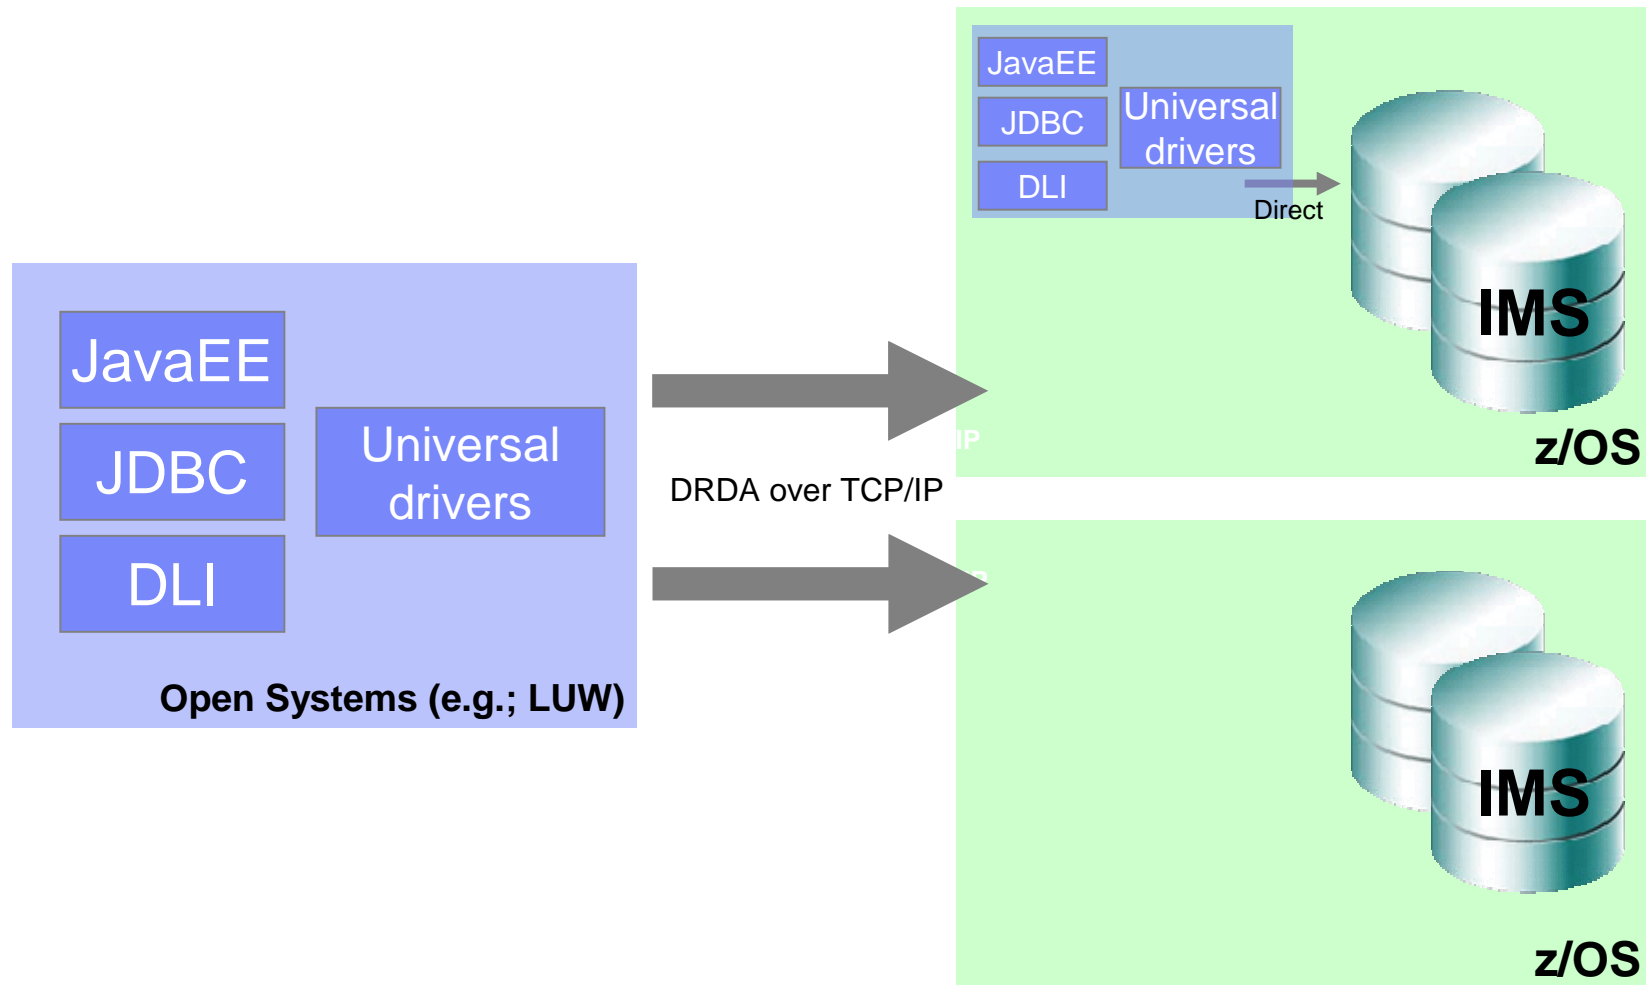 JavaEE
JDBC
DLI
Universal
drivers
Direct
IMS
z/OS
JavaEE
JDBC
DLI
Universal
drivers
Open Systems (e.g.; LUW)
IP
DRDA over TCP/IP
P
IMS
z/OS